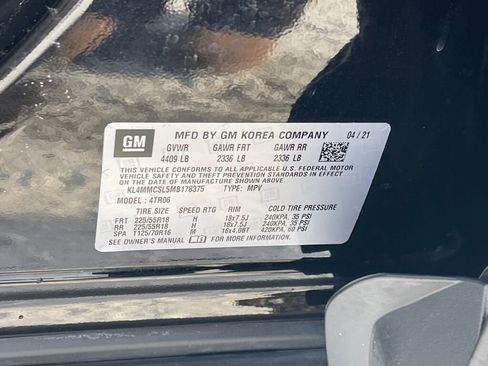 GM
MFD BY GM KOREA COMPANY 04 / 21
GVWR GAWR FRT GAWR RR
4409 LB 2336 LB 2336 LB
THIS VEHICLE CONFORMS TO ALL APPLICABLE U.S. FEDERAL MOTOR
VEHICLE SAFETY AND THEFT PREVENTION STANDARDS IN EFFECT
ON THE DATE OF MANUFACTURE SHOWN ABOVE.
KL4MMCSL5MB178375 TYPE: MPV
MODEL : 4TR06
TIRE SIZE SPEED RTG RIM COLD TIRE PRESSURE
FRT 225/55R18 H 18x7.5J 240KPA, 35 PSI
RR 225/55R18 H 18x7.5J 240KPA, 35 PSI
SPA T125/70R16 M 16x4.0BT 420KPA, 60 PSI
SEE OWNER'S MANUAL FOR MORE INFORMATION.